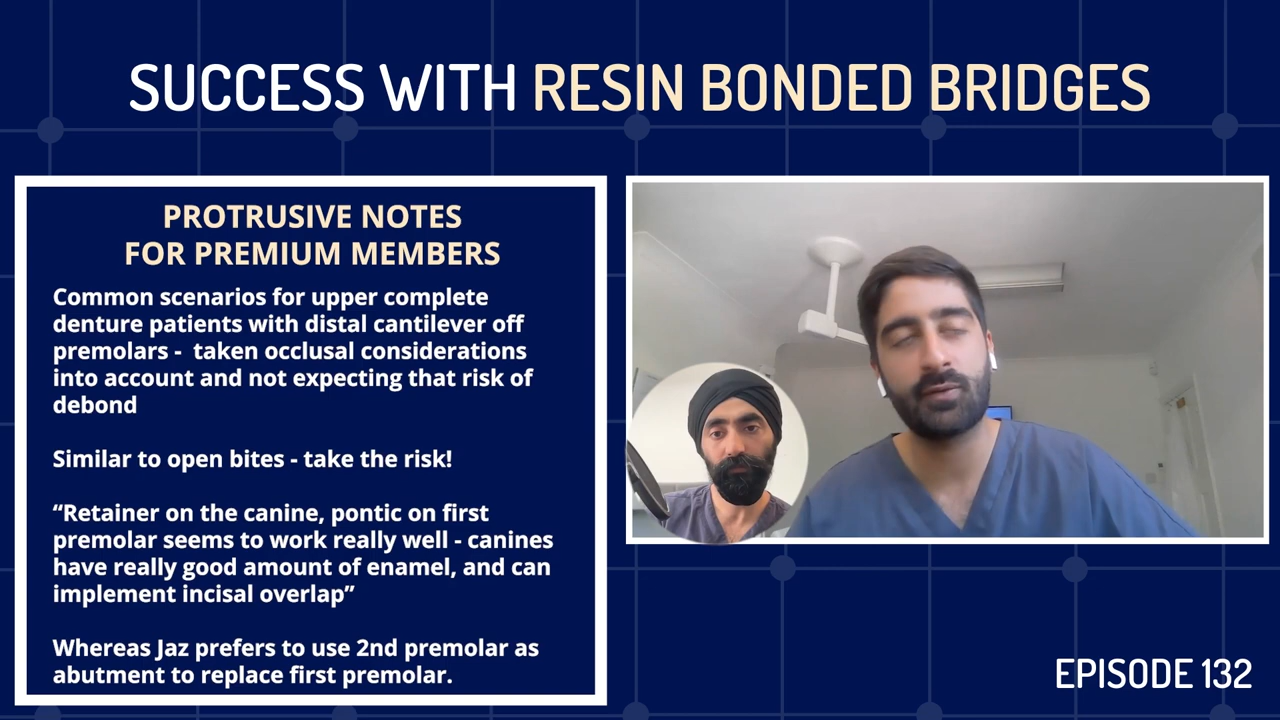 SUCCESS WITH RESIN BONDED BRIDGES
PROTRUSIVE NOTES
FOR PREMIUM MEMBERS
Common scenarios for upper complete
denture patients with distal cantilever off
premolars -  taken occlusal considerations
into account and not expecting that risk of
debond
Similar to open bites - take the risk!
“Retainer on the canine, pontic on first
premolar seems to work really well - canines
have really good amount of enamel, and can
implement incisal overlap”
Whereas Jaz prefers to use 2nd premolar as
abutment to replace first premolar.
EPISODE 132